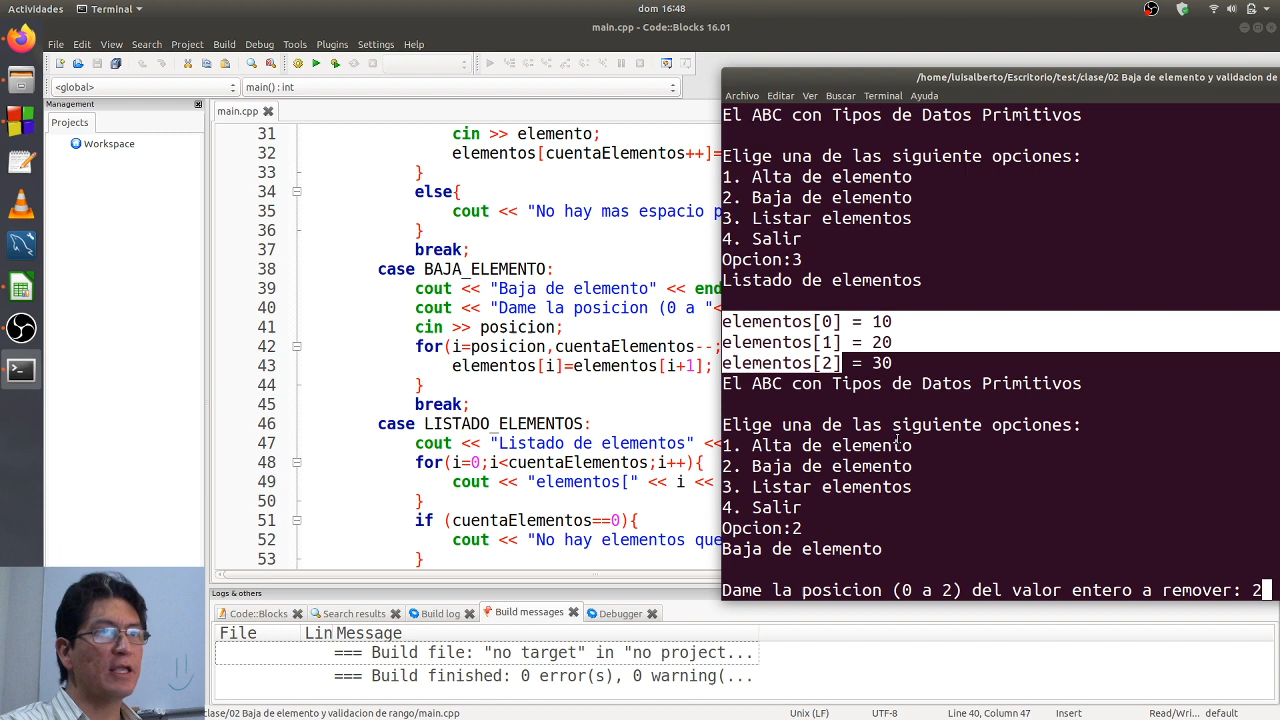 Actividades
Terminal
dom 16:48
main.cpp - Code::Blocks 16.01
File Edit View Search Project Build Debug Tools Plugins Settings Help
<global>
main() : int
Management
Projects
Workspace
main.cpp
31 cin >> elemento;
32 elementos[cuentaElementos++]=
33 }
34 else{
35 cout << "No hay mas espacio p
36 }
37 break;
38 case BAJA_ELEMENTO:
39 cout << "Baja de elemento" << end
40 cout << "Dame la posicion (0 a "<
41 cin >> posicion;
42 for(i=posicion,cuentaElementos--;
43 elementos[i]=elementos[i+1];
44 }
45 break;
46 case LISTADO_ELEMENTOS:
47 cout << "Listado de elementos" <<
48 for(i=0;i<cuentaElementos;i++){
49 cout << "elementos[" << i <<
50 }
51 if (cuentaElementos==0){
52 cout << "No hay elementos que
53 }
/home/luisalberto/Escritorio/test/clase/02 Baja de elemento y validacion de
Archivo Editar Ver Buscar Terminal Ayuda
El ABC con Tipos de Datos Primitivos
Elige una de las siguiente opciones:
1. Alta de elemento
2. Baja de elemento
3. Listar elementos
4. Salir
Opcion:3
Listado de elementos
elementos[0] = 10
elementos[1] = 20
elementos[2] = 30
El ABC con Tipos de Datos Primitivos
Elige una de las siguiente opciones:
1. Alta de elemento
2. Baja de elemento
3. Listar elementos
4. Salir
Opcion:2
Baja de elemento
Dame la posicion (0 a 2) del valor entero a remover: 2
Logs & others
Code::Blocks
Search results
Build log
Build messages
Debugger
File Lin Message
=== Build file: "no target" in "no project...
=== Build finished: 0 error(s), 0 warning(...
/clase/02 Baja de elemento y validacion de rango/main.cpp
Unix (LF)
UTF-8
Line 40, Column 47
Insert
Read/Wri...
default